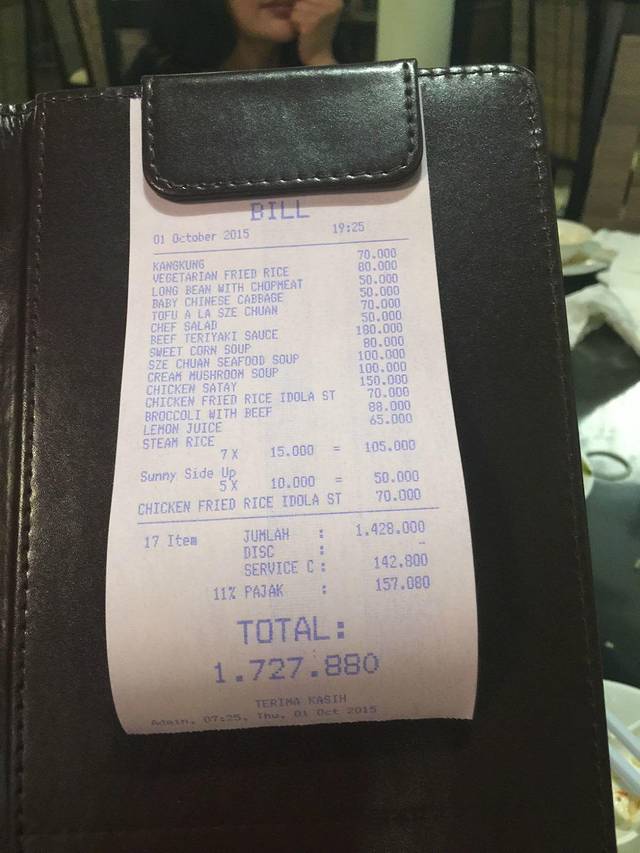 BILL
01 October 2015 19:25
KANGKUNG 70.000
VEGETARIAN FRIED RICE 80.000
LONG BEAN WITH CHOPMEAT 50.000
BABY CHINESE CABBAGE 50.000
TOFU A LA SZE CHUAN 70.000
CHEF SALAD 50.000
BEEF TERIYAKI SAUCE 180.000
SWEET CORN SOUP 80.000
SZE CHUAN SEAFOOD SOUP 100.000
CREAM MUSHROOM SOUP 100.000
CHICKEN SATAY 150.000
CHICKEN FRIED RICE IDOLA ST 70.000
BROCCOLI WITH BEEF 88.000
LEMON JUICE 65.000
STEAM RICE
7 X 15.000 = 105.000
Sunny Side Up
5 X 10.000 = 50.000
CHICKEN FRIED RICE IDOLA ST 70.000
17 Item JUMLAH : 1.428.000
DISC : -
SERVICE C : 142.800
11% PAJAK : 157.080
TOTAL:
1.727.880
TERIMA KASIH
Admin, 07:25, Thu, 01 Oct 2015